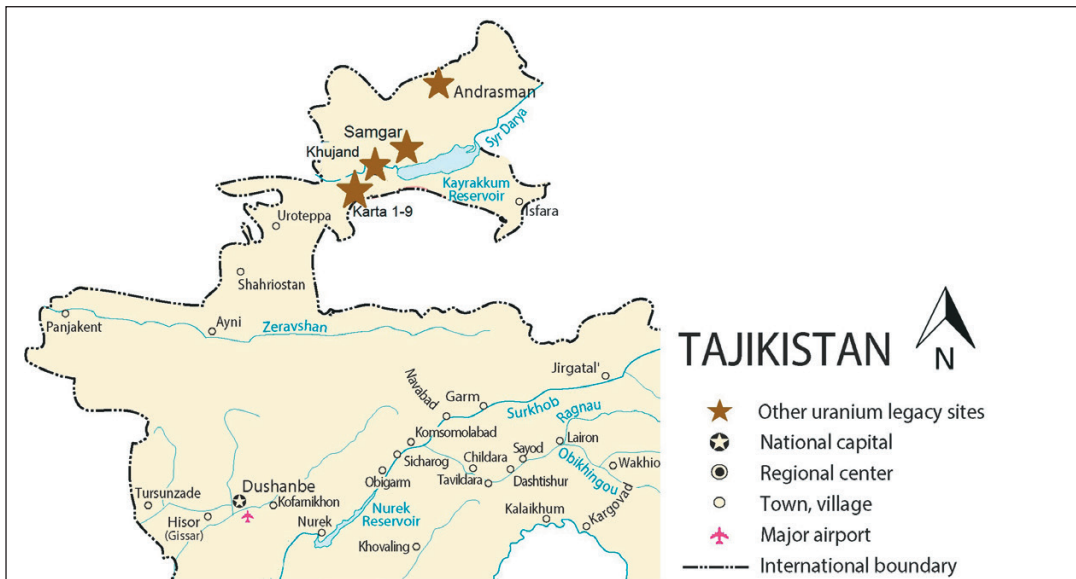 Andrasman
Samgar
Khujand
Syr Darya
Kayrakkum
Reservoir
Karta 1-9
Isfara
Uroteppa
Shahriostan
Panjakent
Ayni
Zeravshan
TAJIKISTAN
N
Jirgatal'
Navabad
Garm
Surkhob
Ragnau
Komsomolabad
Lairon
Sicharog
Childara
Sayod
Wakhio
Obigarm
Tavildara
Dashtishur
Obikhingou
Dushanbe
Tursunzade
Kofarnikhon
Hisor
(Gissar)
Nurek
Reservoir
Nurek
Kalaikhum
Kargovad
Khovaling
Other uranium legacy sites
National capital
Regional center
Town, village
Major airport
International boundary